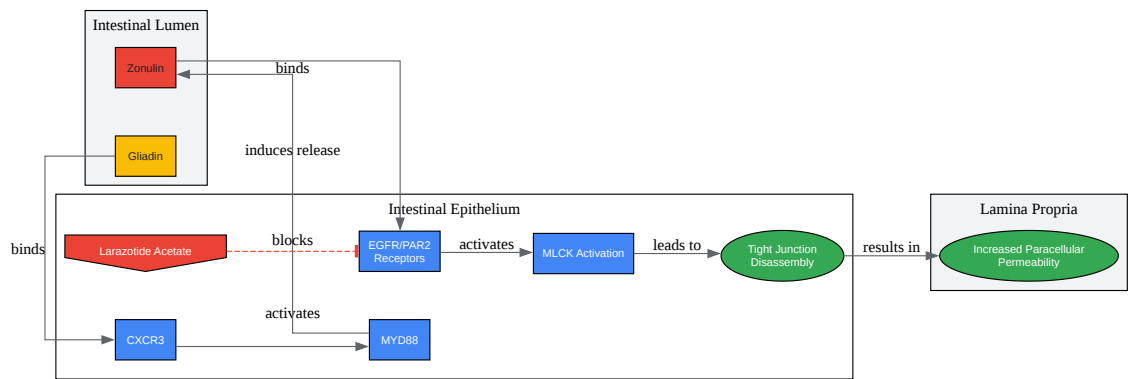 Intestinal Lumen
Zonulin
binds
Gliadin
induces release
Intestinal Epithelium
Lamina Propria
binds
Larazotide Acetate
blocks
EGFR/PAR2
Receptors
activates
MLCK Activation
leads to
Tight Junction
Disassembly
results in
Increased Paracellular
Permeability
activates
CXCR3
MYD88